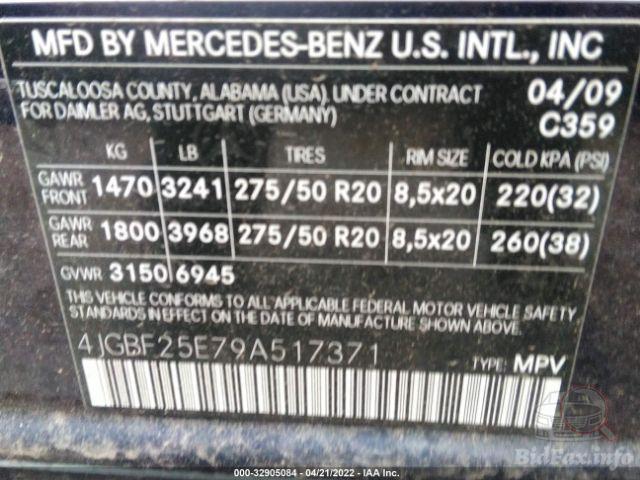 MFD BY MERCEDES-BENZ U.S. INTL., INC
TUSCALOOSA COUNTY, ALABAMA (USA), UNDER CONTRACT 04/09
FOR DAIMLER AG, STUTTGART (GERMANY) C359
KG LB TIRES RIM SIZE COLD KPA (PSI)
GAWR FRONT 1470 3241 275/50 R20 8,5x20 220(32)
GAWR REAR 1800 3968 275/50 R20 8,5x20 260(38)
GVWR 3150 6945
THIS VEHICLE CONFORMS TO ALL APPLICABLE FEDERAL MOTOR VEHICLE SAFETY
STANDARDS IN EFFECT ON THE DATE OF MANUFACTURE SHOWN ABOVE.
4JGBF25E79A517371 TYPE: MPV
BidFax.info
000-32905084 - 04/21/2022 - IAA Inc.